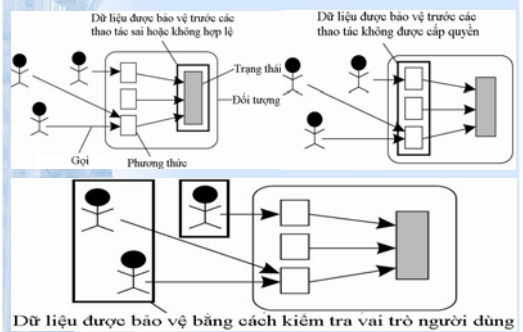 Dữ liệu được bảo vệ trước các
thao tác sai hoặc không hợp lệ
Trạng thái
Đối tượng
Gọi
Phương thức
Dữ liệu được bảo vệ trước các
thao tác không được cấp quyền
Dữ liệu được bảo vệ bằng cách kiểm tra vai trò người dùng